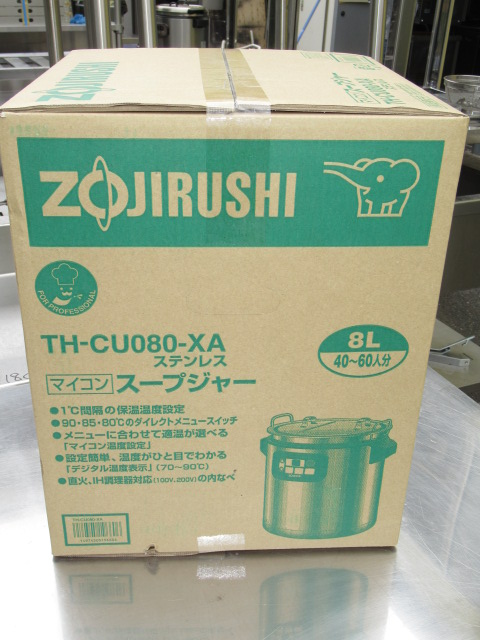 ZOJIRUSHI
FOR PROFESSIONAL
TH-CU080-XA
ステンレス
マイコン スープジャー
8L
40~60人分
●1℃間隔の保温温度設定
●90・85・80℃のダイレクトメニュースイッチ
●メニューに合わせて適温が選べる
「マイコン温度設定」
●設定簡単、温度がひと目でわかる
「デジタル温度表示」(70~90℃)
●直火、IH調理器対応(100V、200V)の内なべ
TH-CU080-XA